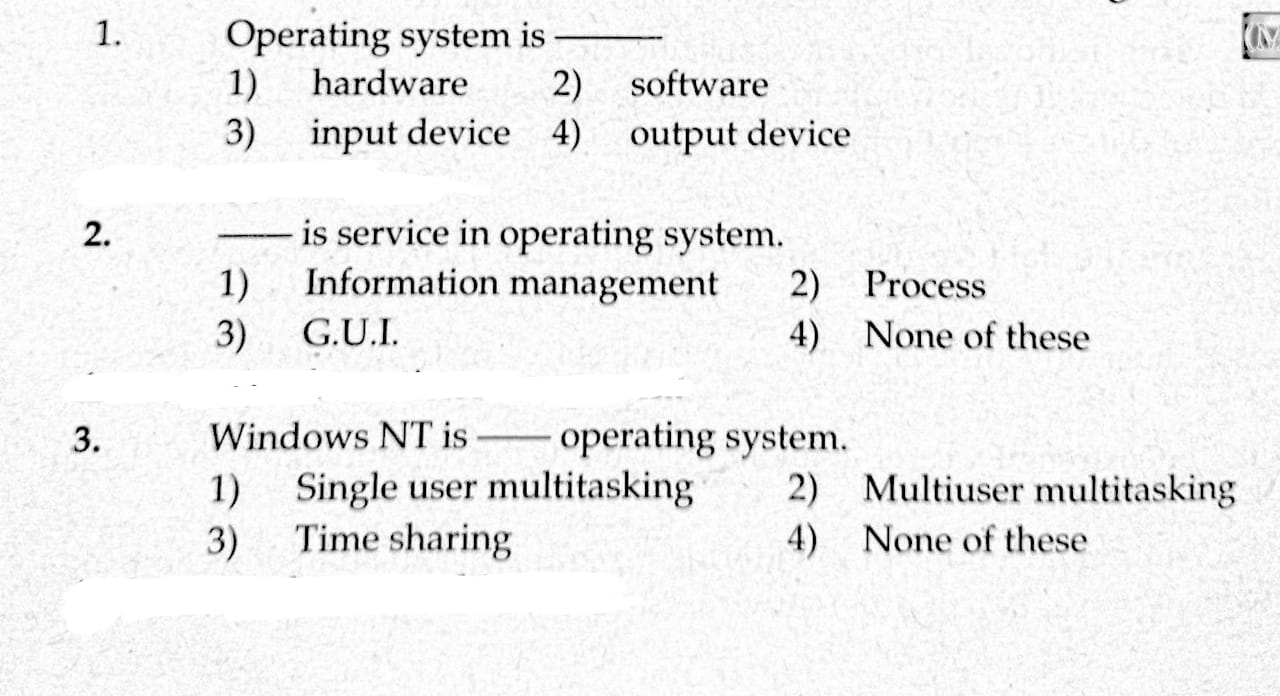 1. Operating system is ———
1) hardware 2) software
3) input device 4) output device
2. —— is service in operating system.
1) Information management 2) Process
3) G.U.I. 4) None of these
3. Windows NT is —— operating system.
1) Single user multitasking 2) Multiuser multitasking
3) Time sharing 4) None of these